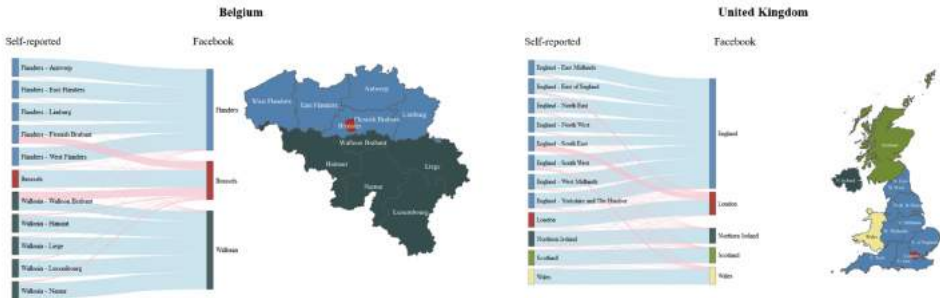 Belgium
Self-reported
Facebook
Flanders - Antwerp
Flanders - East Flanders
Flanders - Limburg
Flanders - Flemish Brabant
Flanders - West Flanders
Brussels
Wallonia - Walloon Brabant
Wallonia - Hainaut
Wallonia - Liege
Wallonia - Luxembourg
Wallonia - Namur
Flanders
Brussels
Wallonia
West Flanders
East Flanders
Antwerp
Limburg
Flemish Brabant
Brussels
Walloon Brabant
Hainaut
Liege
Namur
Luxembourg
United Kingdom
Self-reported
Facebook
England - East Midlands
England - East of England
England - North East
England - North West
England - South East
England - South West
England - West Midlands
England - Yorkshire and The Humber
London
Northern Ireland
Scotland
Wales
England
London
Northern Ireland
Scotland
Wales
Scotland
Wales